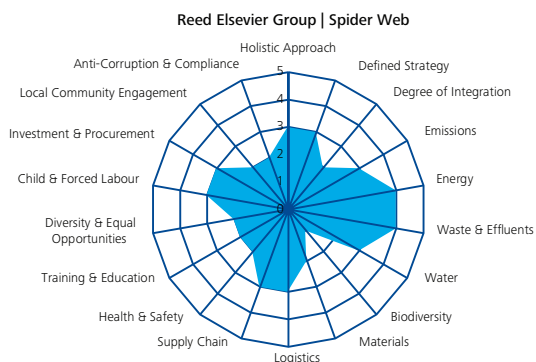 Reed Elsevier Group | Spider Web
Holistic Approach
Anti-Corruption & Compliance
Defined Strategy
Local Community Engagement
Degree of Integration
Investment & Procurement
Emissions
Child & Forced Labour
Energy
Diversity & Equal
Opportunities
Waste & Effluents
Training & Education
Water
Health & Safety
Biodiversity
Supply Chain
Materials
Logistics
5
4
3
2
1
0